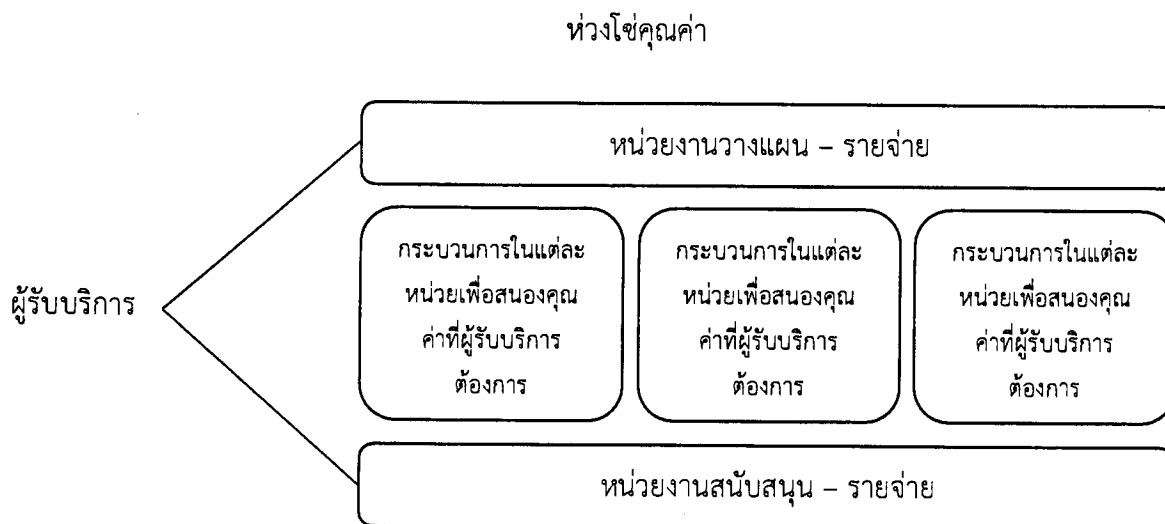 ห่วงโซ่คุณค่า
หน่วยงานวางแผน – รายจ่าย
ผู้รับบริการ
กระบวนการในแต่ละ
หน่วยเพื่อสนองคุณ
ค่าที่ผู้รับบริการ
ต้องการ
กระบวนการในแต่ละ
หน่วยเพื่อสนองคุณ
ค่าที่ผู้รับบริการ
ต้องการ
กระบวนการในแต่ละ
หน่วยเพื่อสนองคุณ
ค่าที่ผู้รับบริการ
ต้องการ
หน่วยงานสนับสนุน – รายจ่าย